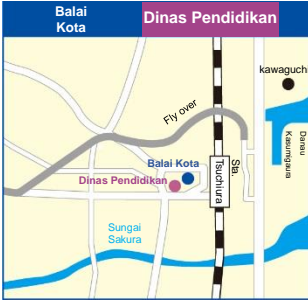 Balai
Kota
Dinas Pendidikan
kawaguchi
Fly over
Danau
Kasumigaura
Balai Kota
Sta.
Tsuchiura
Dinas Pendidikan
Sungai
Sakura